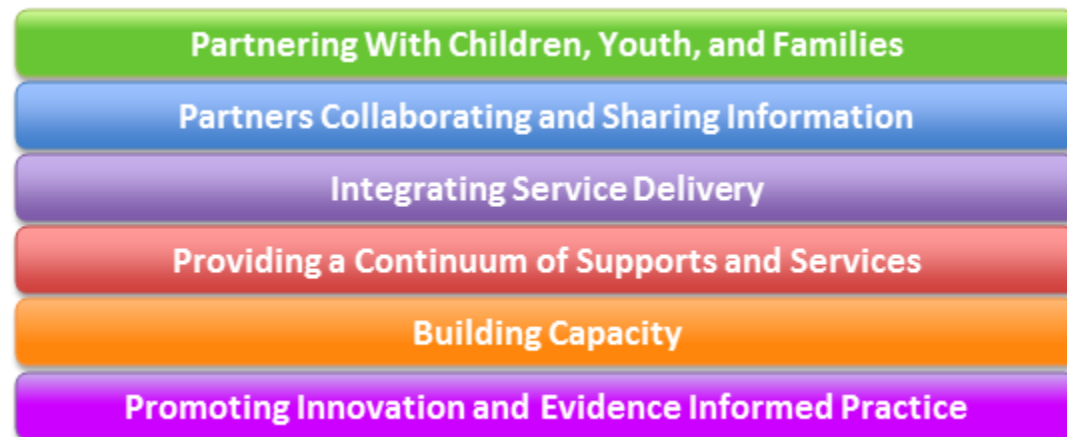 Partnering With Children, Youth, and Families
Partners Collaborating and Sharing Information
Integrating Service Delivery
Providing a Continuum of Supports and Services
Building Capacity
Promoting Innovation and Evidence Informed Practice